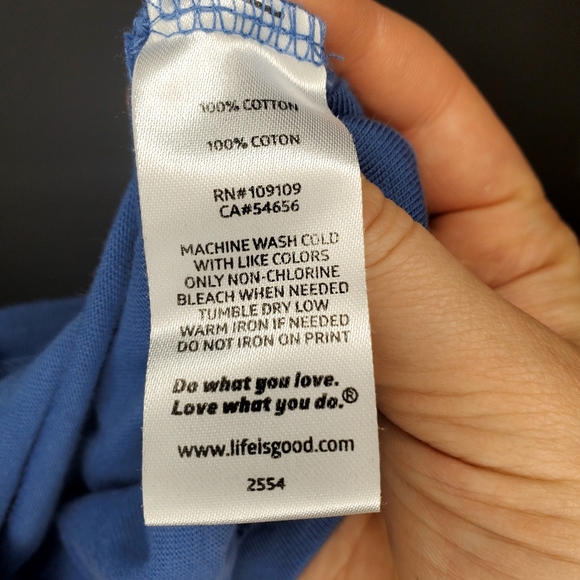 100% COTTON
100% COTON
RN#109109
CA#54656
MACHINE WASH COLD
WITH LIKE COLORS
ONLY NON-CHLORINE
BLEACH WHEN NEEDED
TUMBLE DRY LOW
WARM IRON IF NEEDED
DO NOT IRON ON PRINT
Do what you love.
Love what you do.®
www.lifeisgood.com
2554